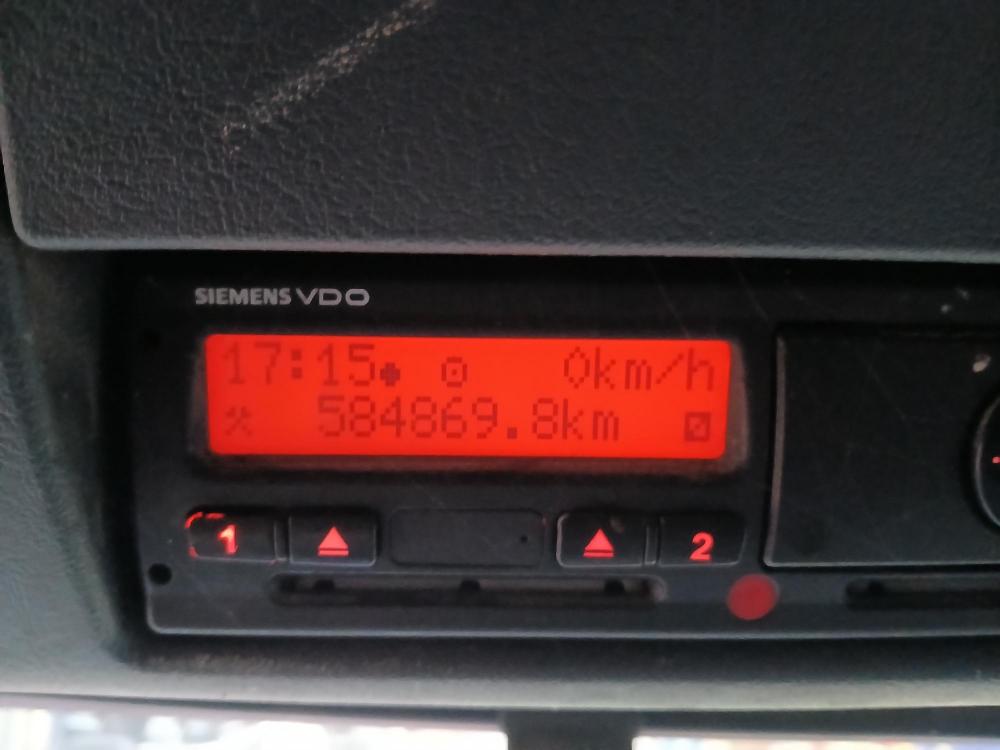 SIEMENS VDO
17:15 0km/h
584869.8km
1 2